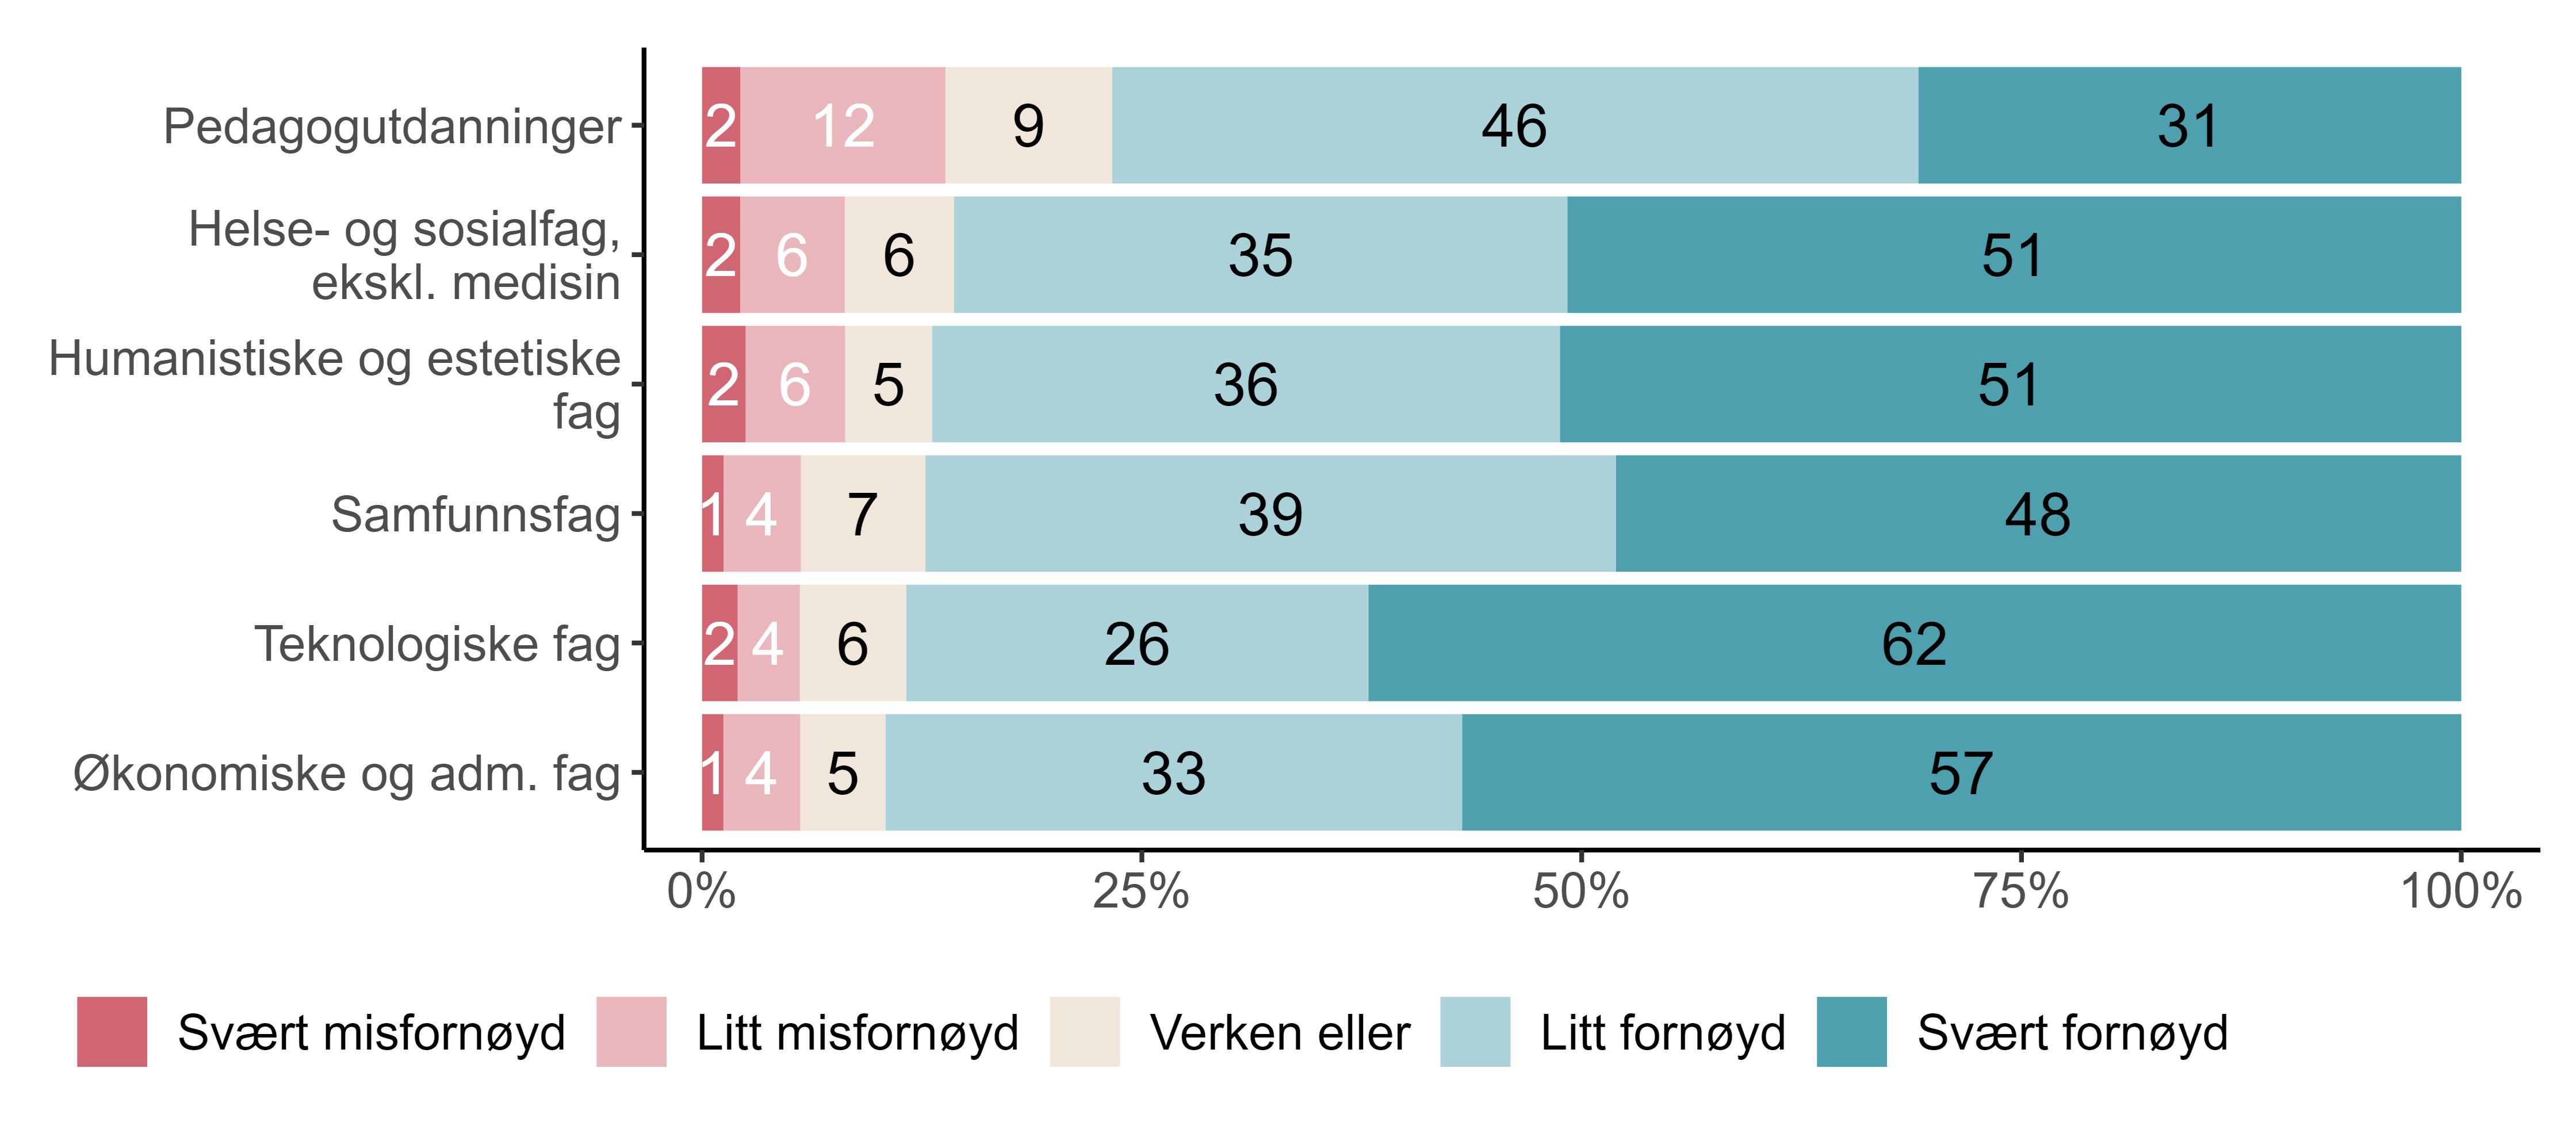 Pedagogutdanninger
2 12 9 46 31
Helse- og sosialfag,
ekskl. medisin
2 6 6 35 51
Humanistiske og estetiske
fag
2 6 5 36 51
Samfunnsfag
1 4 7 39 48
Teknologiske fag
2 4 6 26 62
Økonomiske og adm. fag
1 4 5 33 57
0% 25% 50% 75% 100%
Svært misfornøyd Litt misfornøyd Verken eller Litt fornøyd Svært fornøyd